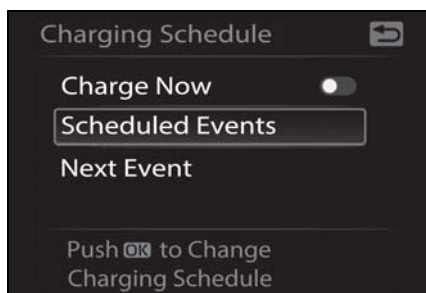 Charging Schedule
Charge Now
Scheduled Events
Next Event
Push OK to Change
Charging Schedule